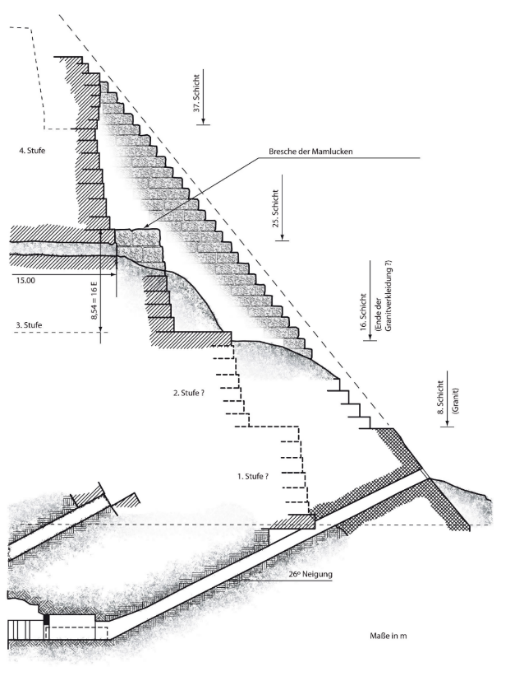 37. Schicht
4. Stufe
Bresche der Mamlucken
25. Schicht
15.00
8,54 = 16 E
16. Schicht
(Ende der
Granitverkleidung ?)
3. Stufe
2. Stufe ?
8. Schicht
(Granit)
1. Stufe ?
26º Neigung
Maße in m